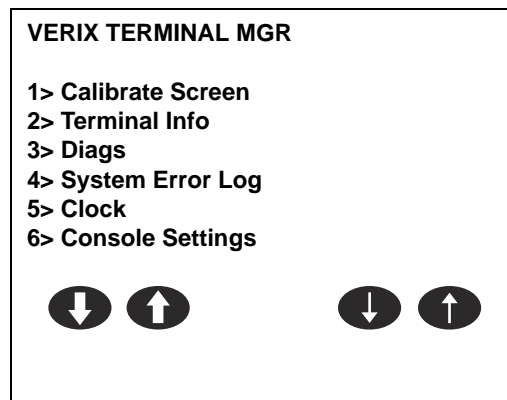 VERIX TERMINAL MGR
1> Calibrate Screen
2> Terminal Info
3> Diags
4> System Error Log
5> Clock
6> Console Settings